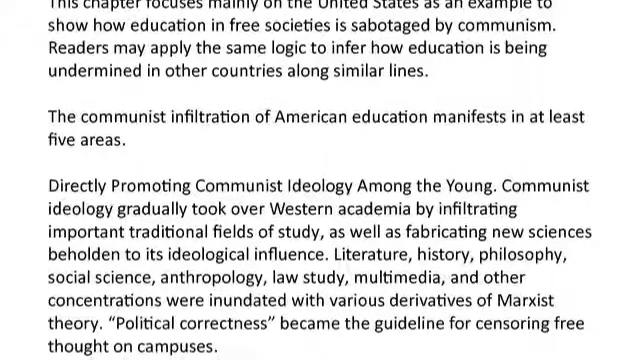 This chapter focuses mainly on the United States as an example to
show how education in free societies is sabotaged by communism.
Readers may apply the same logic to infer how education is being
undermined in other countries along similar lines.
The communist infiltration of American education manifests in at least
five areas.
Directly Promoting Communist Ideology Among the Young. Communist
ideology gradually took over Western academia by infiltrating
important traditional fields of study, as well as fabricating new sciences
beholden to its ideological influence. Literature, history, philosophy,
social science, anthropology, law study, multimedia, and other
concentrations were inundated with various derivatives of Marxist
theory. “Political correctness” became the guideline for censoring free
thought on campuses.